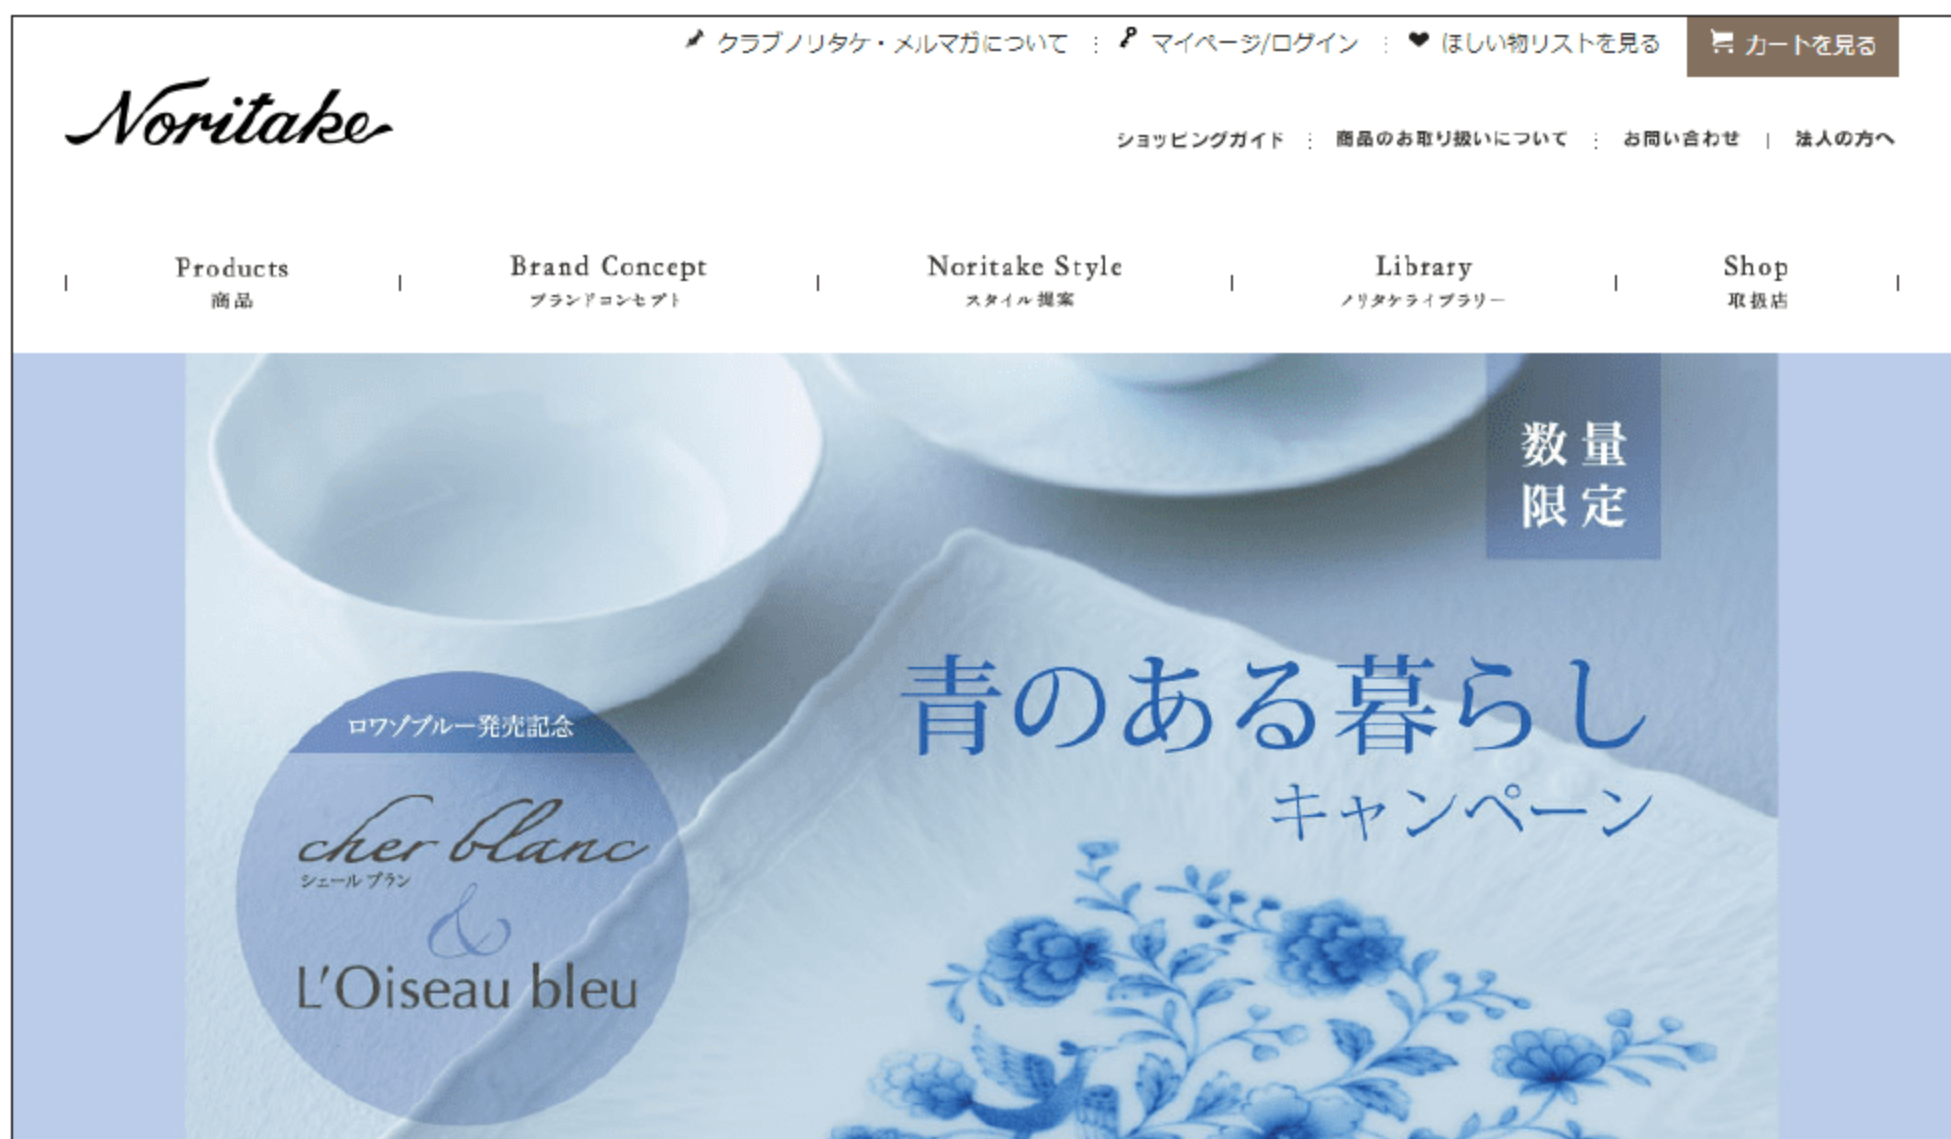 クラブノリタケ・メルマガについて
マイページ/ログイン
ほしい物リストを見る
カートを見る
Noritake
ショッピングガイド
商品のお取り扱いについて
お問い合わせ
法人の方へ
Products
商品
Brand Concept
ブランドコンセプト
Noritake Style
スタイル提案
Library
ノリタケライブラリー
Shop
取扱店
数量
限定
青のある暮らし
キャンペーン
ロワゾブルー発売記念
cher blanc
シェール ブラン
&
L'Oiseau bleu